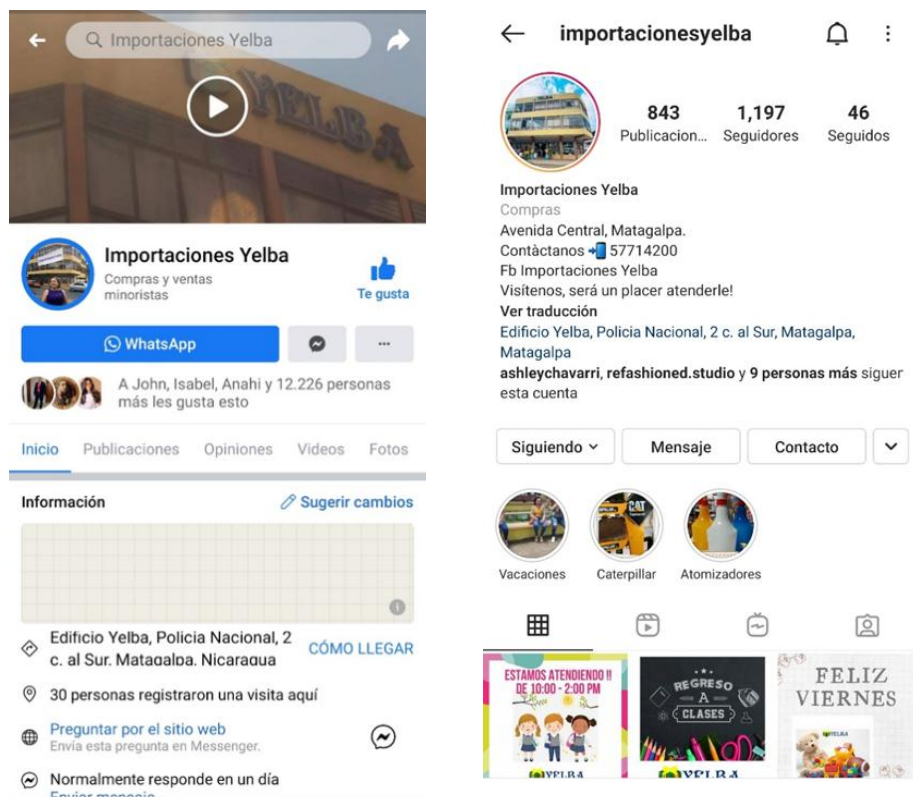 Importaciones Yelba
YELBA
Importaciones Yelba
Compras y ventas
minoristas
Te gusta
WhatsApp
A John, Isabel, Anahi y 12.226 personas
más les gusta esto
Inicio Publicaciones Opiniones Videos Fotos
Información Sugerir cambios
Edificio Yelba, Policia Nacional, 2
c. al Sur. Matagalpa. Nicaragua
CÓMO LLEGAR
30 personas registraron una visita aquí
Preguntar por el sitio web
Envía esta pregunta en Messenger.
Normalmente responde en un día
Enviar mensaje
importacionesyelba
843 1,197 46
Publicacion... Seguidores Seguidos
Importaciones Yelba
Compras
Avenida Central, Matagalpa.
Contàctanos 57714200
Fb Importaciones Yelba
Visítenos, será un placer atenderle!
Ver traducción
Edificio Yelba, Policia Nacional, 2 c. al Sur, Matagalpa,
Matagalpa
ashleychavarri, refashioned.studio y 9 personas más siguen
esta cuenta
Siguiendo Mensaje Contacto
CAT
Vacaciones Caterpillar Atomizadores
ESTAMOS ATENDIENDO !!
DE 10:00 - 2:00 PM
YELBA
REGRESO
A
CLASES
YELBA
FELIZ
VIERNES
YELBA